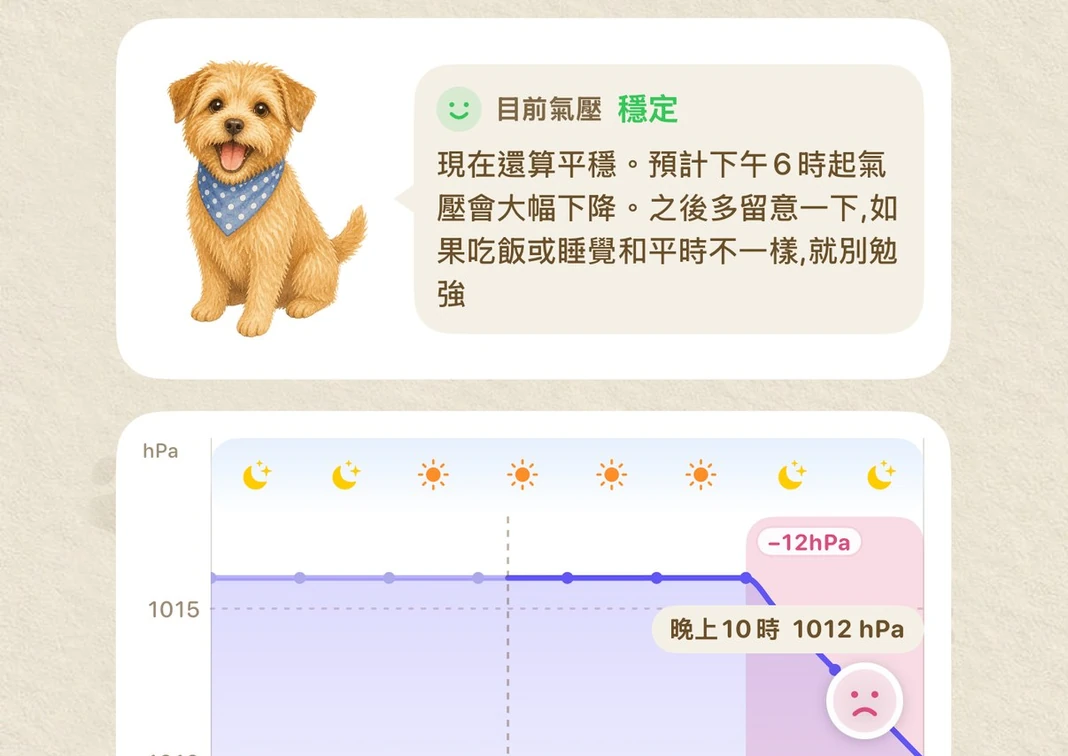 目前氣壓 穩定
現在還算平穩。預計下午6時起氣
壓會大幅下降。之後多留意一下,如
果吃飯或睡覺和平時不一樣,就別勉
強
hPa
−12hPa
1015
晚上10時 1012 hPa